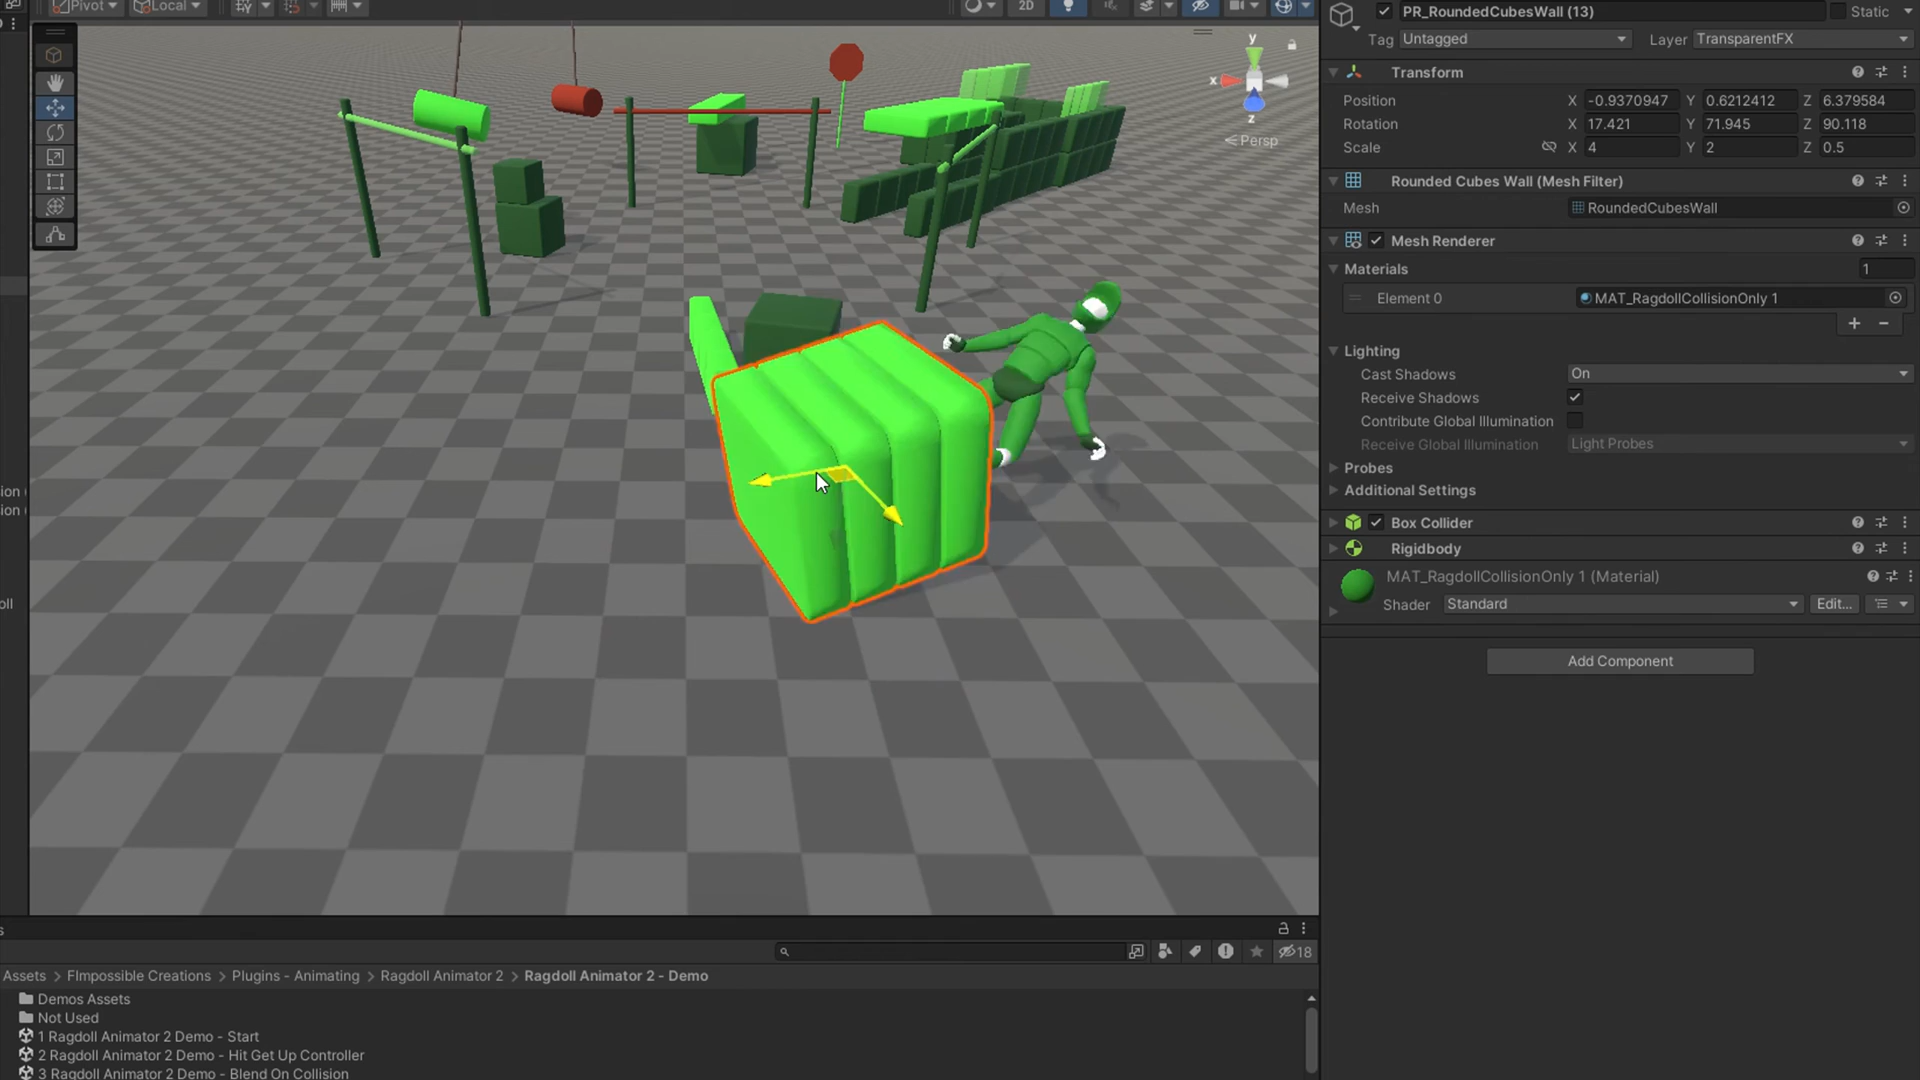 Pivot
Local
2D
y
x
z
< Persp
PR_RoundedCubesWall (13)
Static
Tag
Untagged
Layer
TransparentFX
Transform
Position
X
-0.9370947
Y
0.6212412
Z
6.379584
Rotation
X
17.421
Y
71.945
Z
90.118
Scale
X
4
Y
2
Z
0.5
Rounded Cubes Wall (Mesh Filter)
Mesh
RoundedCubesWall
Mesh Renderer
Materials
1
Element 0
MAT_RagdollCollisionOnly 1
+
−
Lighting
Cast Shadows
On
Receive Shadows
Contribute Global Illumination
Receive Global Illumination
Light Probes
Probes
Additional Settings
Box Collider
Rigidbody
MAT_RagdollCollisionOnly 1 (Material)
Shader
Standard
Edit...
Add Component
sion (
sion (
oll
s
18
Assets > FImpossible Creations > Plugins - Animating > Ragdoll Animator 2 > Ragdoll Animator 2 - Demo
Demos Assets
Not Used
1 Ragdoll Animator 2 Demo - Start
2 Ragdoll Animator 2 Demo - Hit Get Up Controller
3 Ragdoll Animator 2 Demo - Blend On Collision